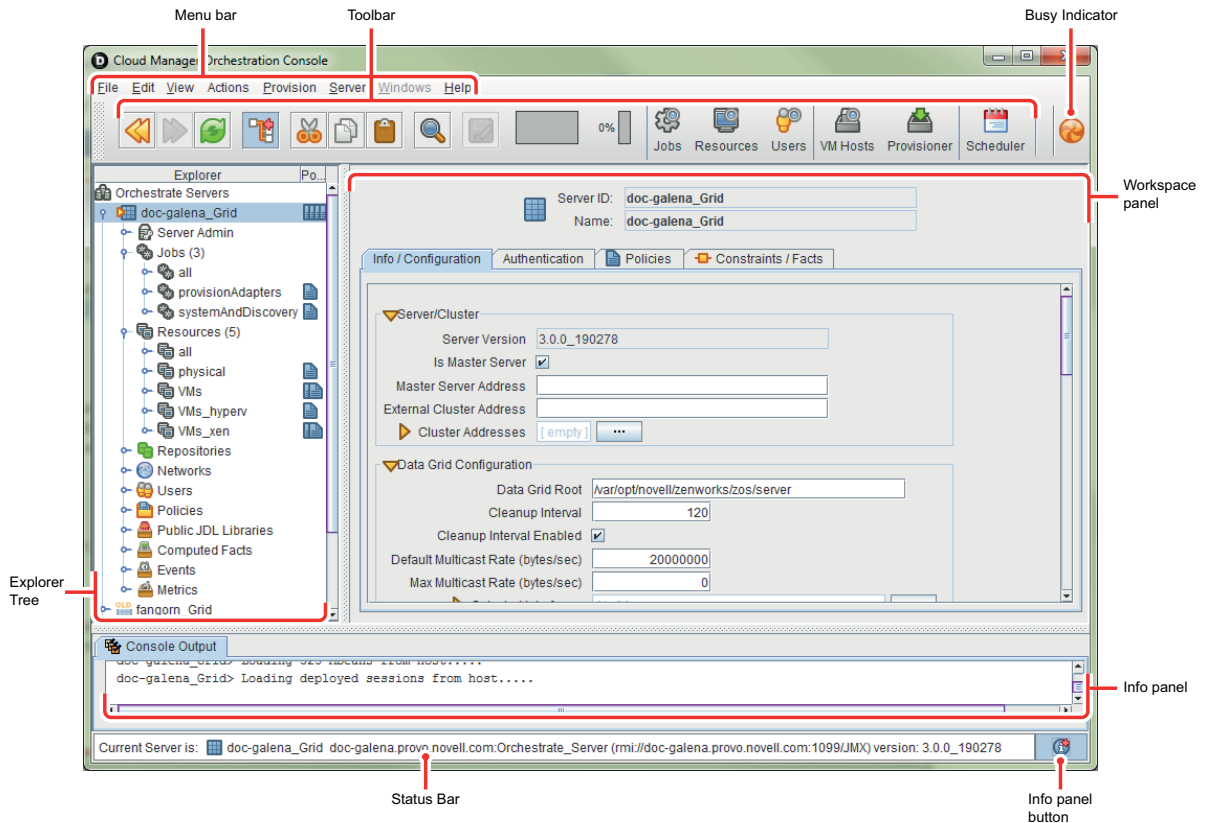 Menu bar
Toolbar
Busy Indicator
Cloud Manager Orchestration Console
File Edit View Actions Provision Server Windows Help
0%
Jobs Resources Users VM Hosts Provisioner Scheduler
Explorer Po...
Orchestrate Servers
doc-galena_Grid
Server Admin
Jobs (3)
all
provisionAdapters
systemAndDiscovery
Resources (5)
all
physical
VMs
VMs_hyperv
VMs_xen
Repositories
Networks
Users
Policies
Public JDL Libraries
Computed Facts
Events
Metrics
OLD
fangorn_Grid
Explorer
Tree
Server ID: doc-galena_Grid
Name: doc-galena_Grid
Workspace
panel
Info / Configuration Authentication Policies Constraints / Facts
Server/Cluster
Server Version 3.0.0_190278
Is Master Server
Master Server Address
External Cluster Address
Cluster Addresses [ empty ] ...
Data Grid Configuration
Data Grid Root /var/opt/novell/zenworks/zos/server
Cleanup Interval 120
Cleanup Interval Enabled
Default Multicast Rate (bytes/sec) 20000000
Max Multicast Rate (bytes/sec) 0
Console Output
doc-galena_Grid> Loading deployed sessions from host.....
Info panel
Current Server is: doc-galena_Grid doc-galena.provo.novell.com:Orchestrate_Server (rmi://doc-galena.provo.novell.com:1099/JMX) version: 3.0.0_190278
Status Bar
Info panel
button